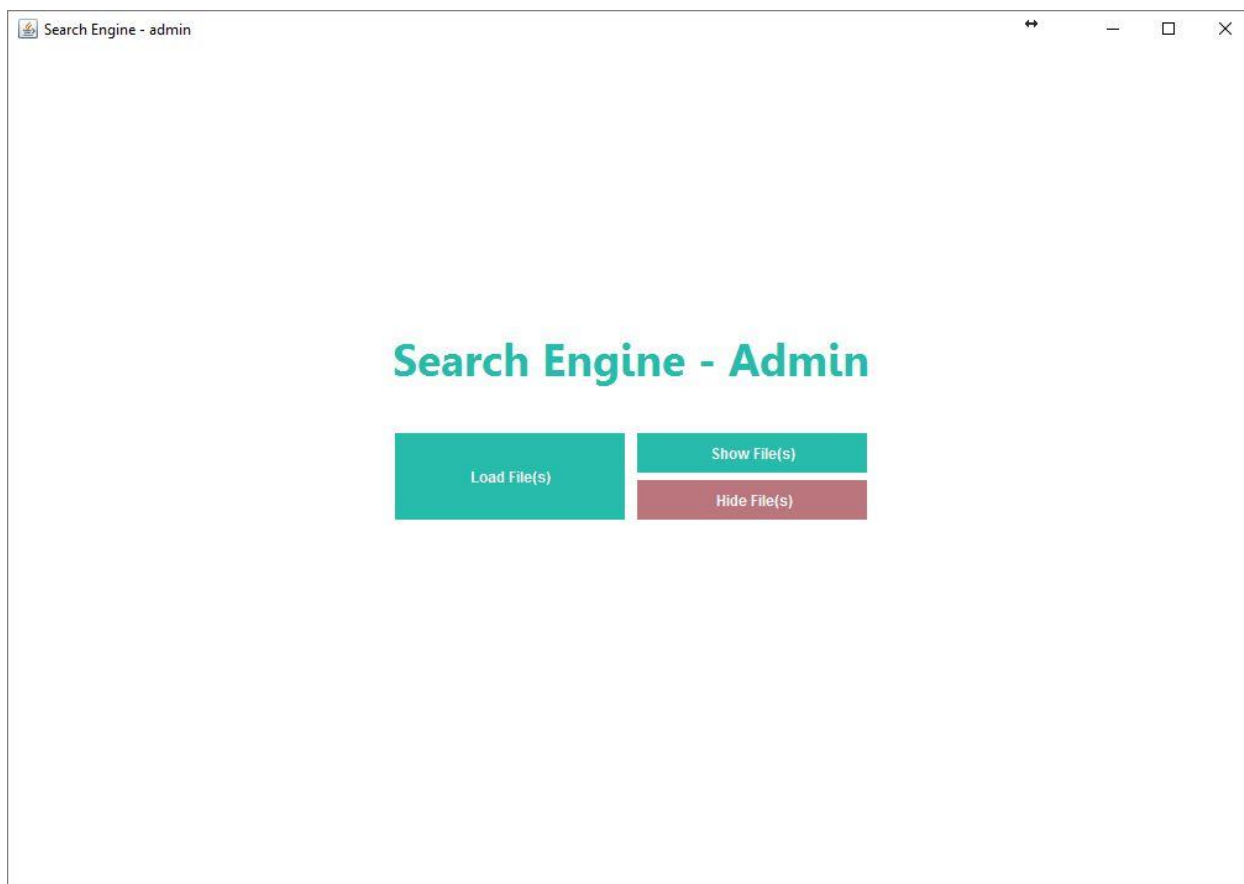 Search Engine - admin
Search Engine - Admin
Load File(s)
Show File(s)
Hide File(s)